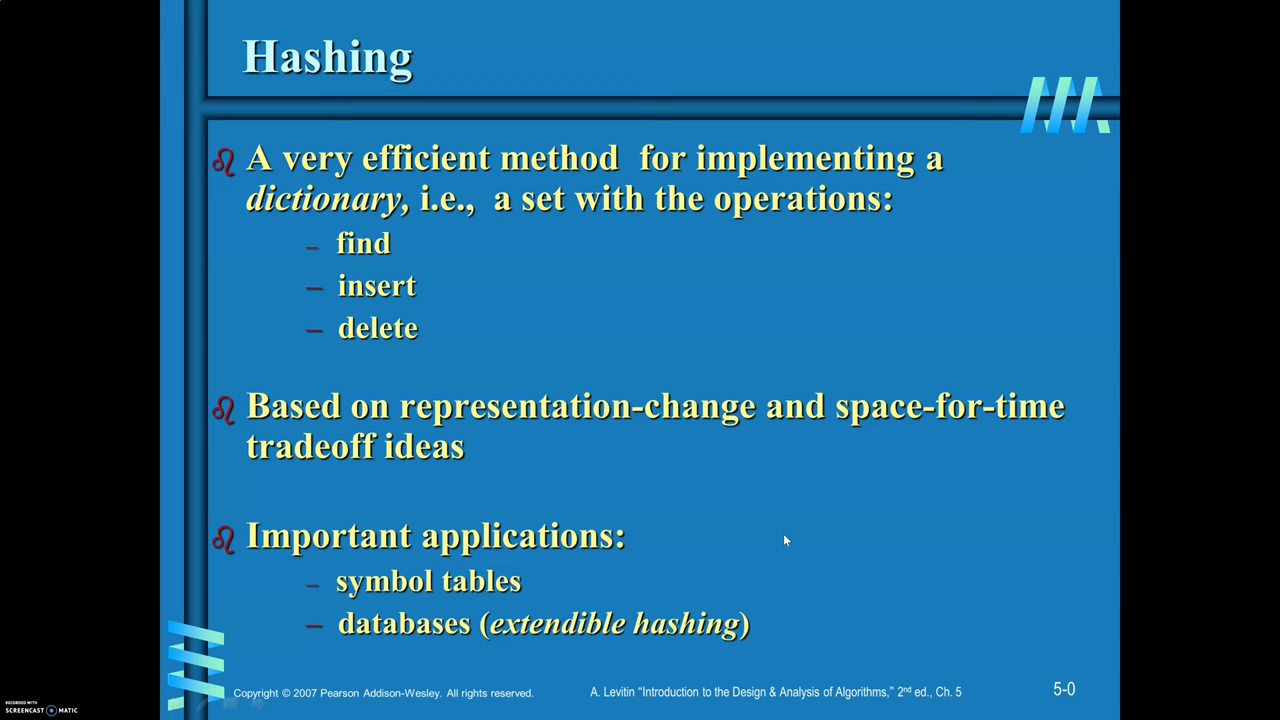 Hashing
A very efficient method for implementing a
dictionary, i.e., a set with the operations:
– find
– insert
– delete
Based on representation-change and space-for-time
tradeoff ideas
Important applications:
– symbol tables
– databases (extendible hashing)
Copyright © 2007 Pearson Addison-Wesley. All rights reserved.
A. Levitin “Introduction to the Design & Analysis of Algorithms,” 2nd ed., Ch. 5
5-0
RECORDED WITH
SCREENCAST MATIC